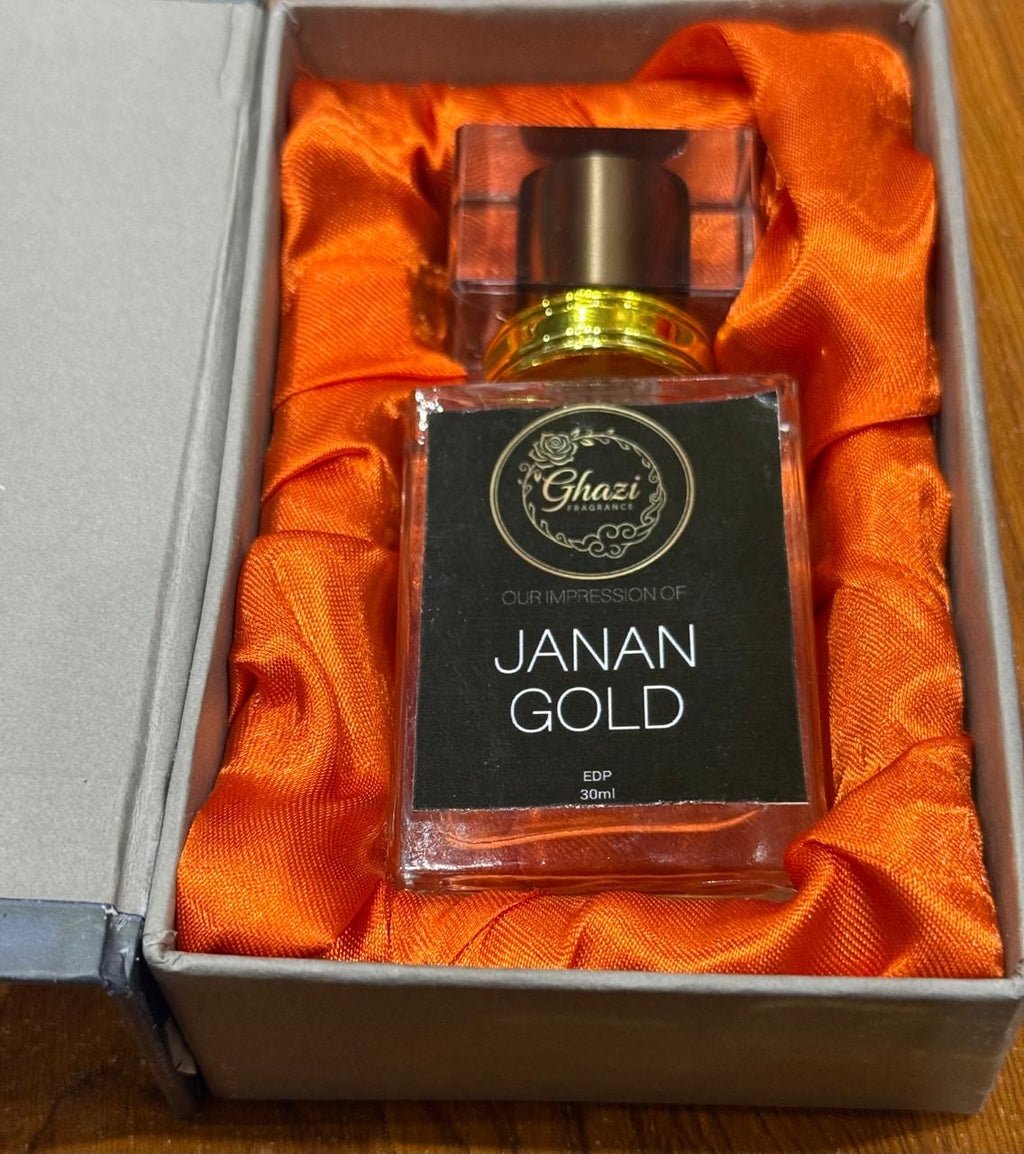 Ghazi
FRAGRANCE
OUR IMPRESSION OF
JANAN
GOLD
EDP
30ml